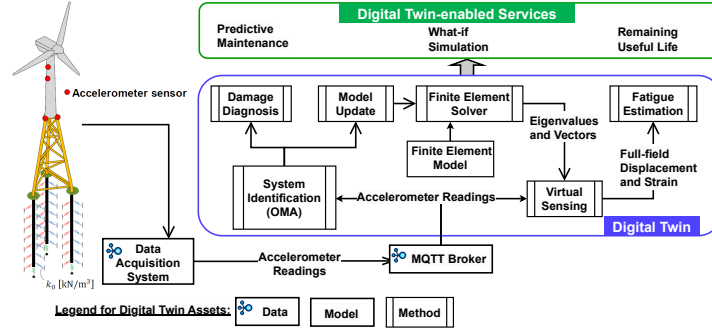 Digital Twin-enabled Services
Predictive
Maintenance
What-if
Simulation
Remaining
Useful Life
Accelerometer sensor
Damage
Diagnosis
Model
Update
Finite Element
Solver
Fatigue
Estimation
Eigenvalues
and Vectors
Finite Element
Model
Full-field
Displacement
and Strain
System
Identification
(OMA)
Accelerometer Readings
Virtual
Sensing
Digital Twin
Data
Acquisition
System
Accelerometer
Readings
MQTT Broker
k₀ [kN/m³]
Legend for Digital Twin Assets:
Data
Model
Method